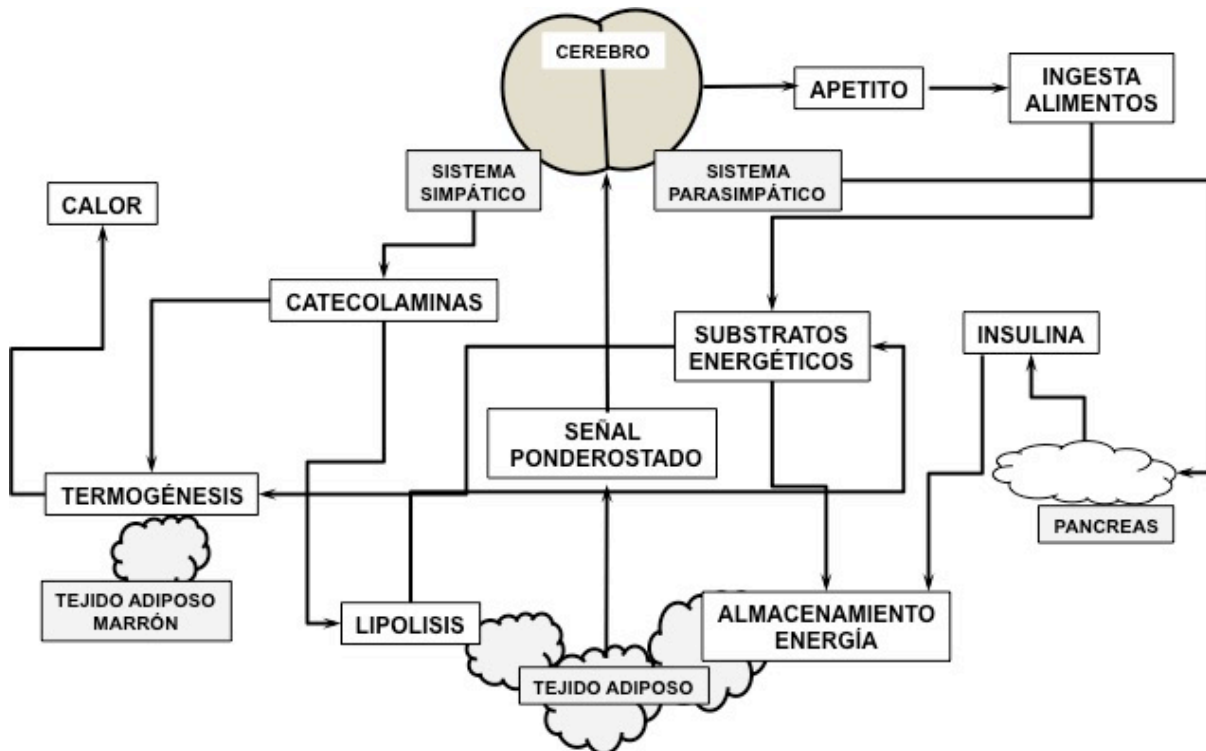 CEREBRO
APETITO
INGESTA
ALIMENTOS
SISTEMA
SIMPÁTICO
SISTEMA
PARASIMPÁTICO
CALOR
CATECOLAMINAS
SUBSTRATOS
ENERGÉTICOS
INSULINA
SEÑAL
PONDEROSTADO
TERMOGÉNESIS
PANCREAS
TEJIDO ADIPOSO
MARRÓN
LIPOLISIS
ALMACENAMIENTO
ENERGÍA
TEJIDO ADIPOSO